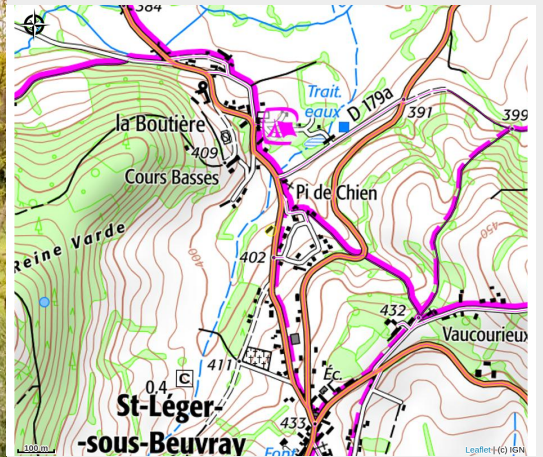 384
Trait.
eaux
D 179a
391
399
la Boutière
409
Cours Basses
Pi de Chien
Reine Varde
400
402
450
432
Vaucourieux
411
Éc.
0.4
C
St-Léger-
-sous-Beuvray
433
Font
100 m
Leaflet | (c) IGN